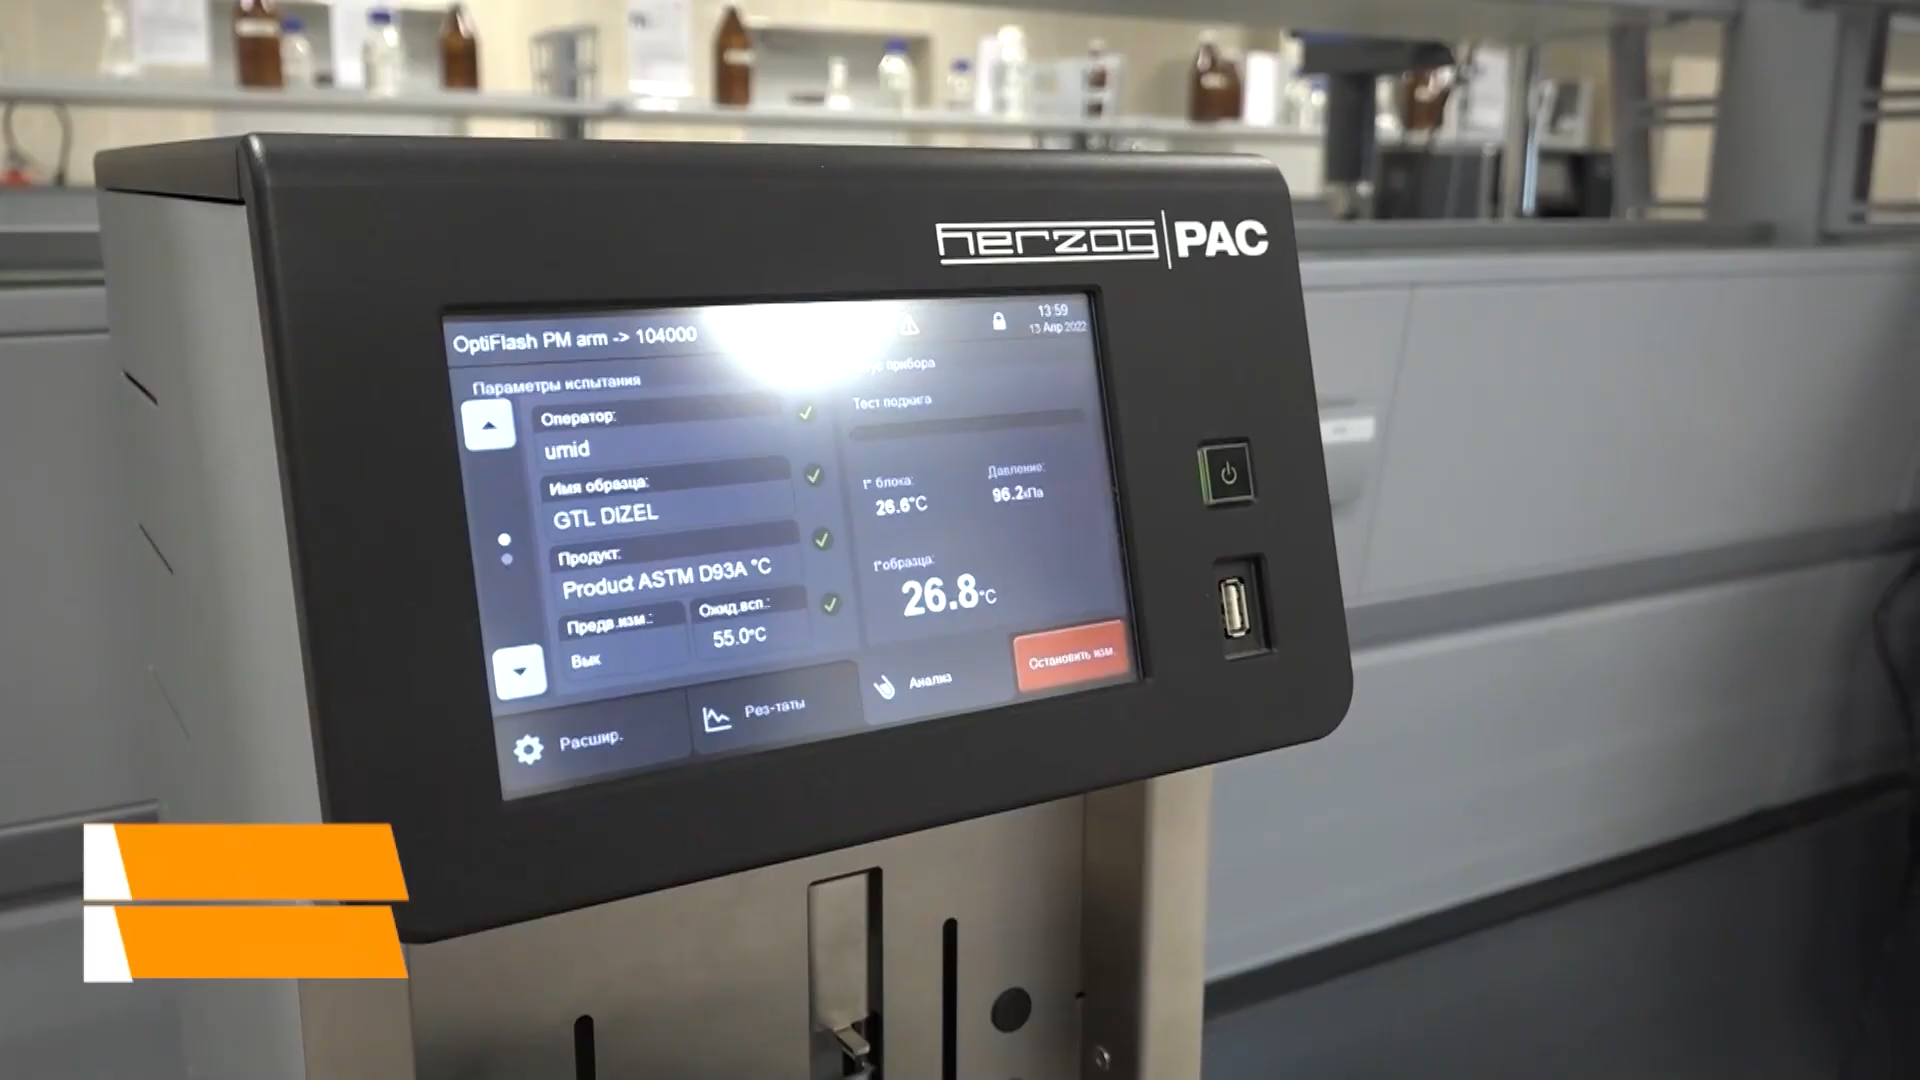 herzog PAC
OptiFlash PM arm -> 104000
13:59
13 Апр 2022
Параметры испытания
прибора
Оператор:
umid
Тест поджига
Имя образца:
GTL DIZEL
t° блока:
26.6°C
Давление:
96.2кПа
Продукт:
Product ASTM D93A °C
t°образца:
26.8°C
Предв.изм.:
Вык
Ожид.всп.:
55.0°C
Остановить изм.
Расшир.
Рез-таты
Анализ